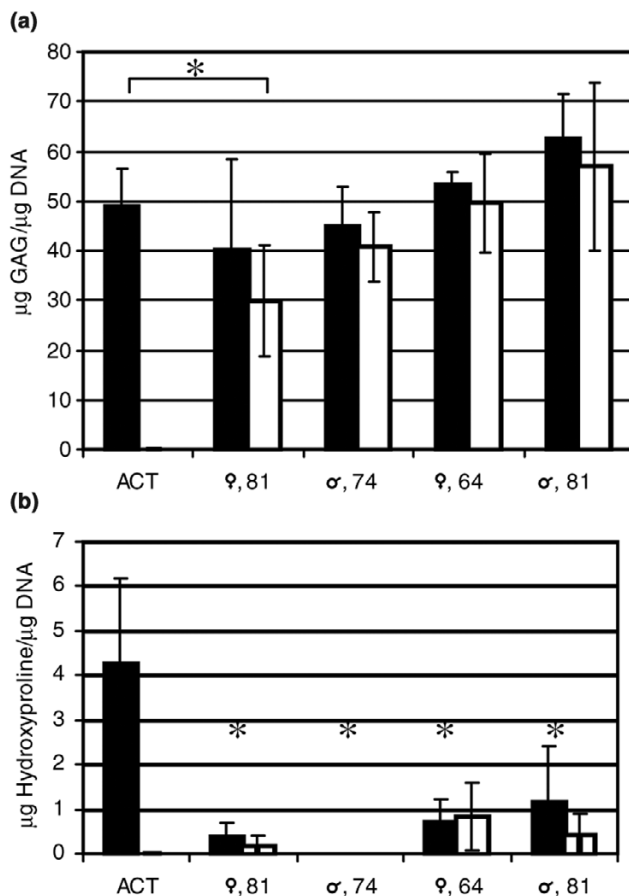 (a)
80
70
60
50
40
30
20
10
0
µg GAG/µg DNA
*
ACT ♀, 81 ♂, 74 ♀, 64 ♂, 81
(b)
7
6
5
4
3
2
1
0
µg Hydroxyproline/µg DNA
* * * *
ACT ♀, 81 ♂, 74 ♀, 64 ♂, 81